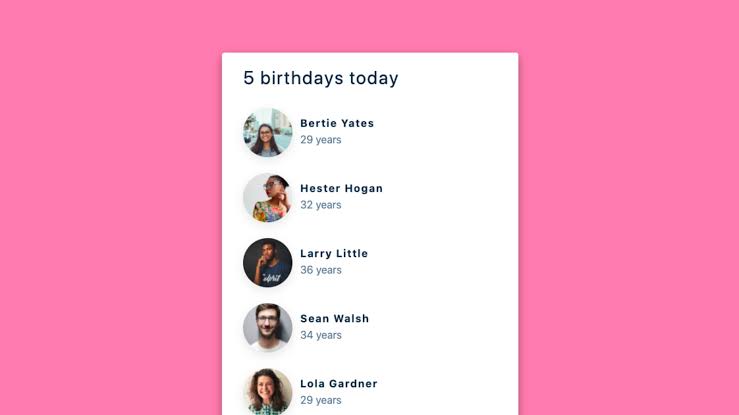 5 birthdays today
Bertie Yates
29 years
Hester Hogan
32 years
Larry Little
36 years
Sean Walsh
34 years
Lola Gardner
29 years